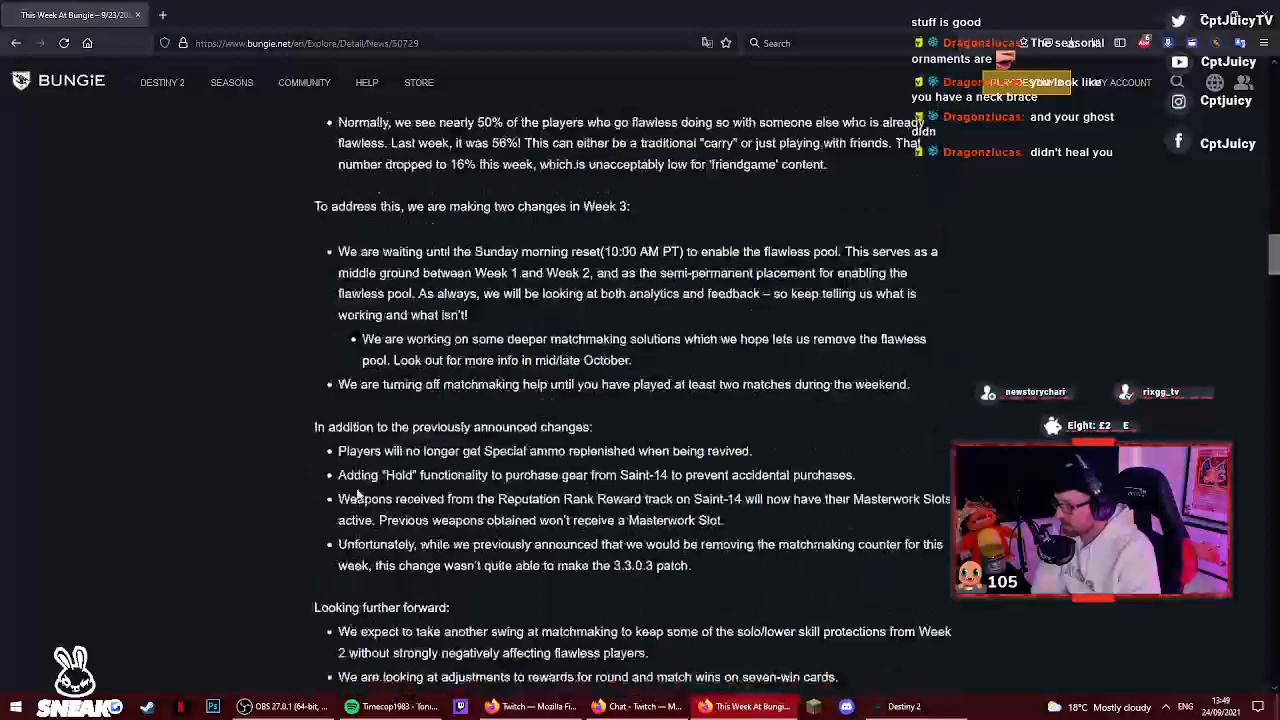 This Week At Bungie – 9/23/20
https://www.bungie.net/en/Explore/Detail/News/50729
Search
BUNGiE
DESTINY 2
SEASONS
COMMUNITY
HELP
STORE
MY ACCOUNT
stuff is good
Dragonzlucas: The seasonal
ornaments are
Dragonzlucas: you look like
you have a neck brace
Dragonzlucas: and your ghost
didn
Dragonzlucas: didn't heal you
CptJuicyTV
CptJuicy
Cptjuicy
CptJuicy
• Normally, we see nearly 50% of the players who go flawless doing so with someone else who is already
flawless. Last week, it was 56%! This can either be a traditional "carry" or just playing with friends. That
number dropped to 16% this week, which is unacceptably low for 'friendgame' content.
To address this, we are making two changes in Week 3:
• We are waiting until the Sunday morning reset(10:00 AM PT) to enable the flawless pool. This serves as a
middle ground between Week 1 and Week 2, and as the semi-permanent placement for enabling the
flawless pool. As always, we will be looking at both analytics and feedback – so keep telling us what is
working and what isn't!
• We are working on some deeper matchmaking solutions which we hope lets us remove the flawless
pool. Look out for more info in mid/late October.
• We are turning off matchmaking help until you have played at least two matches during the weekend.
In addition to the previously announced changes:
• Players will no longer get Special ammo replenished when being revived.
• Adding "Hold" functionality to purchase gear from Saint-14 to prevent accidental purchases.
• Weapons received from the Reputation Rank Reward track on Saint-14 will now have their Masterwork Slots
active. Previous weapons obtained won't receive a Masterwork Slot.
• Unfortunately, while we previously announced that we would be removing the matchmaking counter for this
week, this change wasn't quite able to make the 3.3.0.3 patch.
Looking further forward:
• We expect to take another swing at matchmaking to keep some of the solo/lower skill protections from Week
2 without strongly negatively affecting flawless players.
• We are looking at adjustments to rewards for round and match wins on seven-win cards.
newstorychari
rixgg_tv
Eight: £2 E
105
SNEAK
OBS 27.0.1 (64-bit, ...
Timecop1983 - Ton...
Twitch — Mozilla Fi...
Chat - Twitch — M...
This Week At Bungi...
Destiny 2
18°C Mostly cloudy
ENG
13:49
24/09/2021